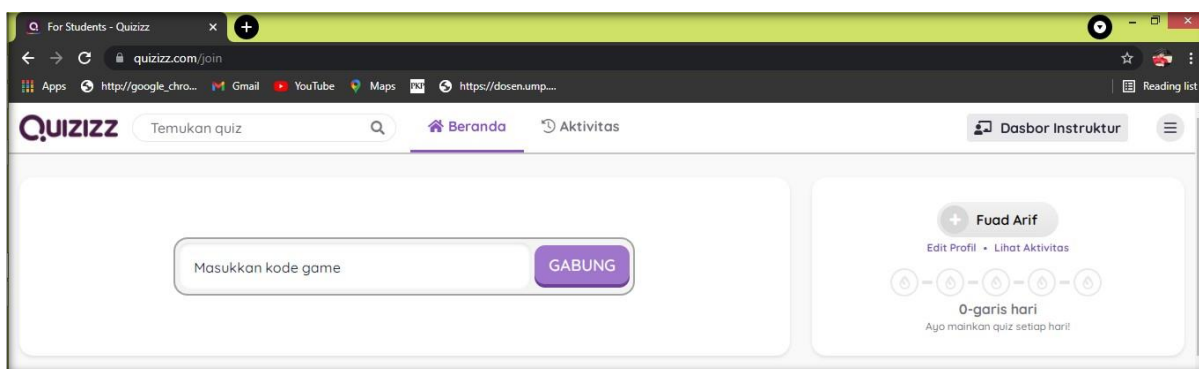 For Students - Quizizz
quizizz.com/join
Apps http://google_chro... Gmail YouTube Maps PKP https://dosen.ump.... Reading list
QUIZIZZ Temukan quiz Beranda Aktivitas Dasbor Instruktur
Masukkan kode game GABUNG
Fuad Arif
Edit Profil • Lihat Aktivitas
0-garis hari
Ayo mainkan quiz setiap hari!